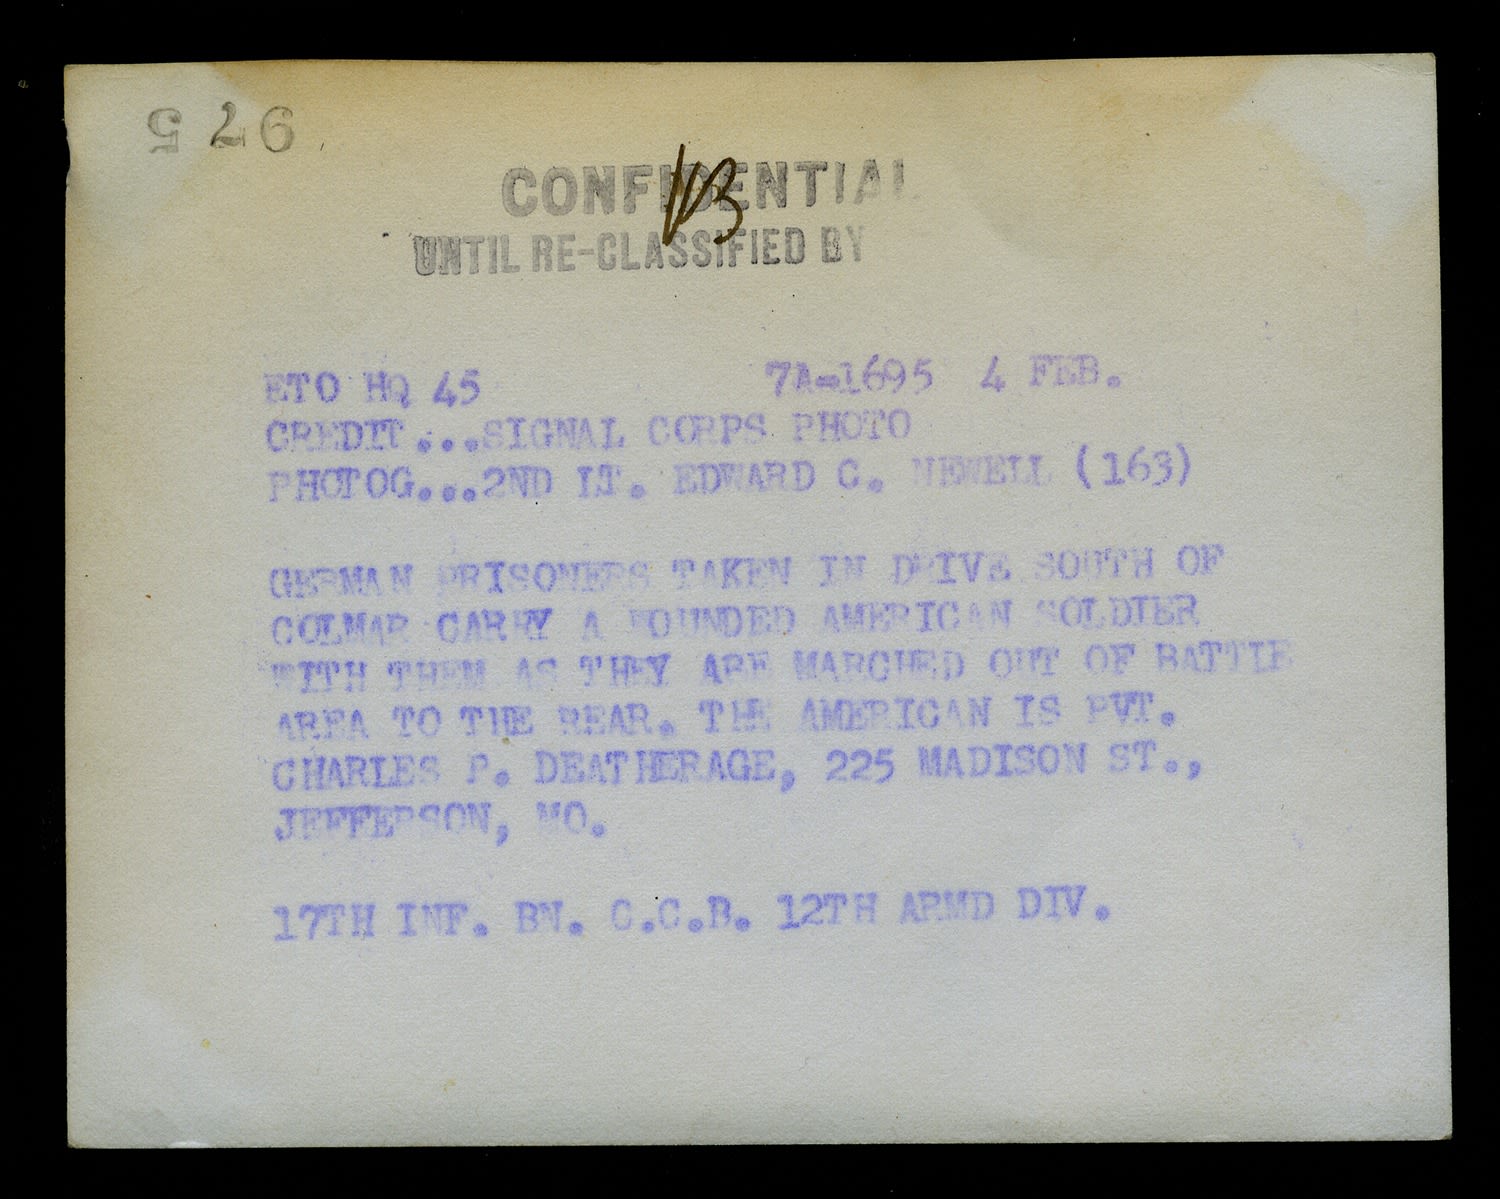 CONFIDENTIAL
UNTIL RE-CLASSIFIED BY
ETO HQ 45 7A-1695 4 FEB.
CREDIT...SIGNAL CORPS PHOTO
PHOTOG...2ND LT. EDWARD C. NEWELL (163)
GERMAN PRISONERS TAKEN IN DRIVE SOUTH OF
COLMAR CARRY A WOUNDED AMERICAN SOLDIER
WITH THEM AS THEY ARE MARCHED OUT OF BATTLE
AREA TO THE REAR. THE AMERICAN IS PVT.
CHARLES P. DEATHERAGE, 225 MADISON ST.,
JEFFERSON, MO.
17TH INF. BN. C.C.B. 12TH ARMD DIV.